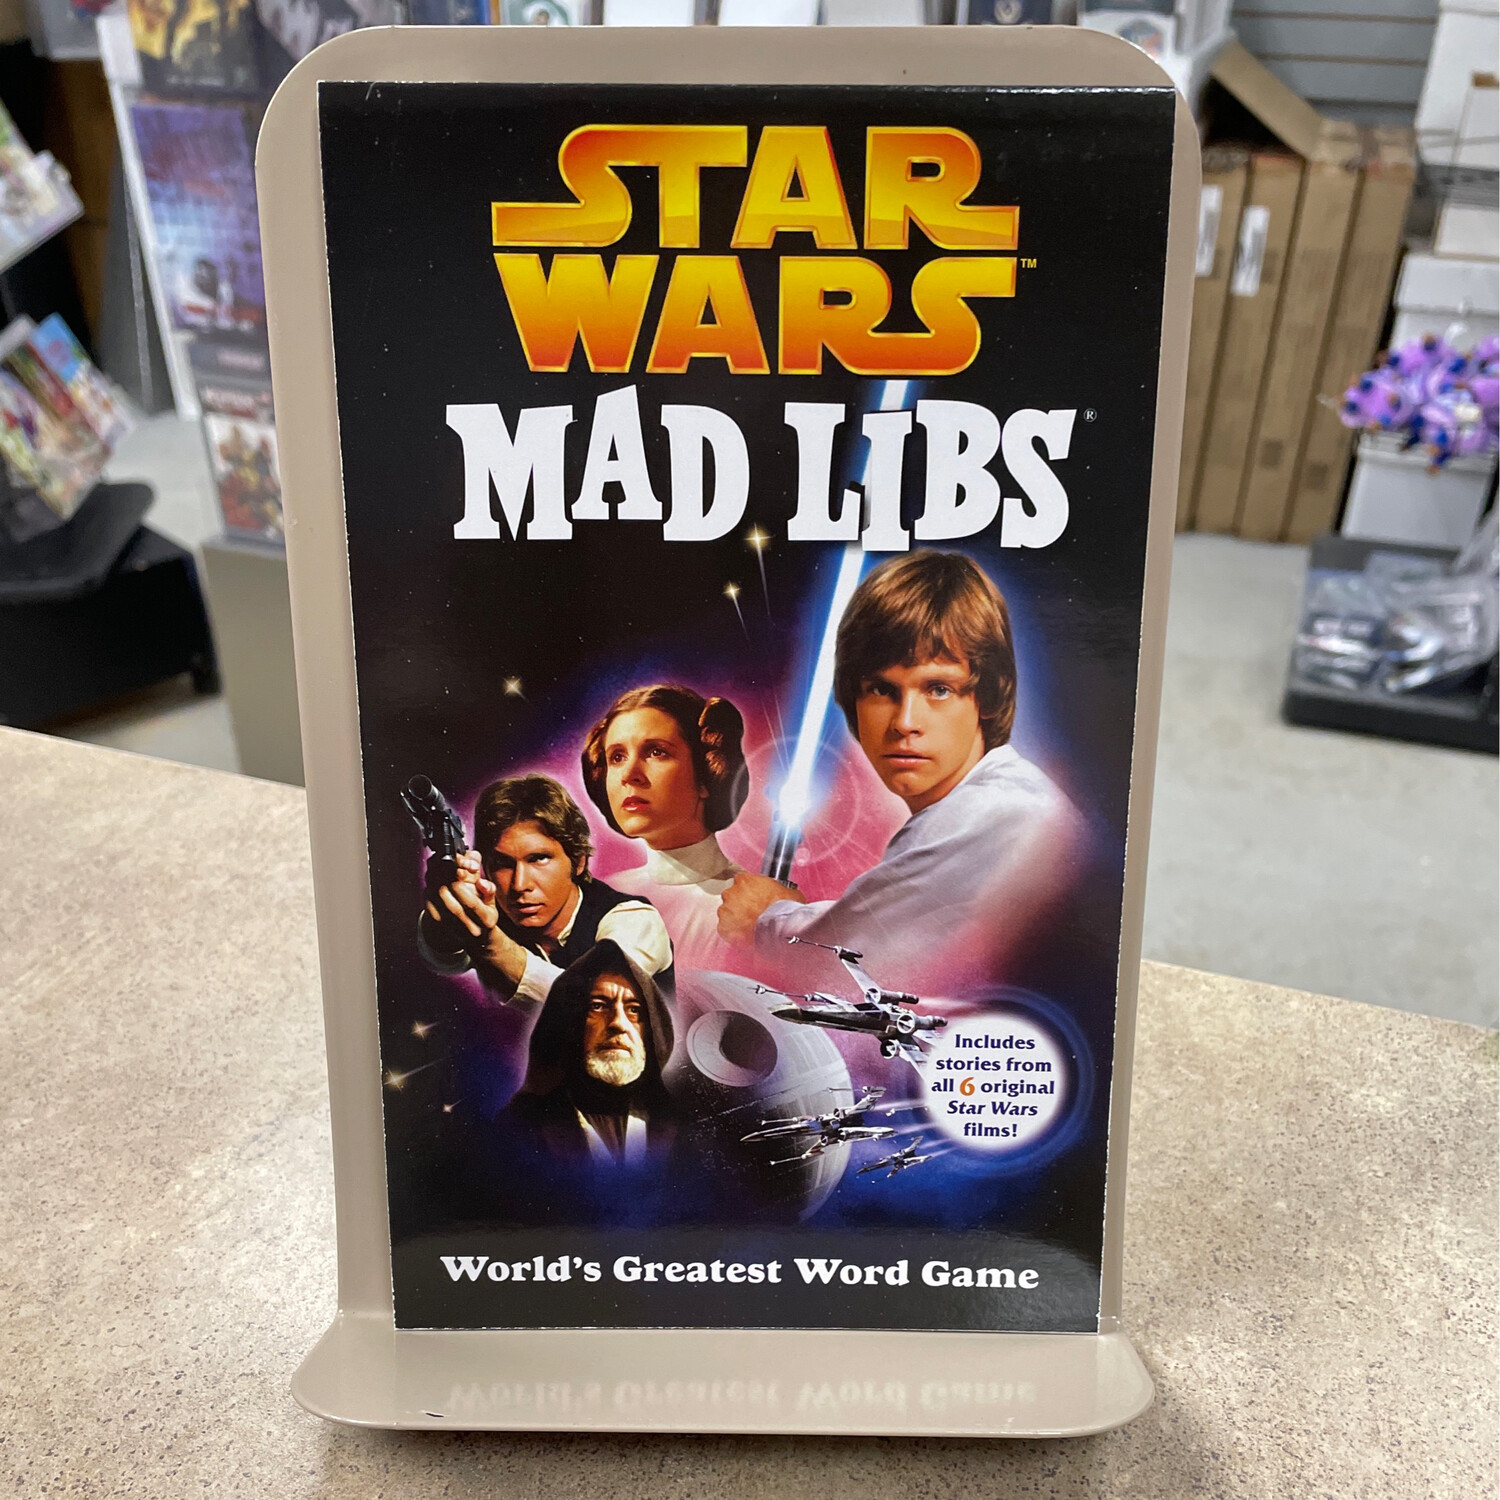 STAR
WARS™
MAD LIBS®
Includes
stories from
all 6 original
Star Wars
films!
World's Greatest Word Game